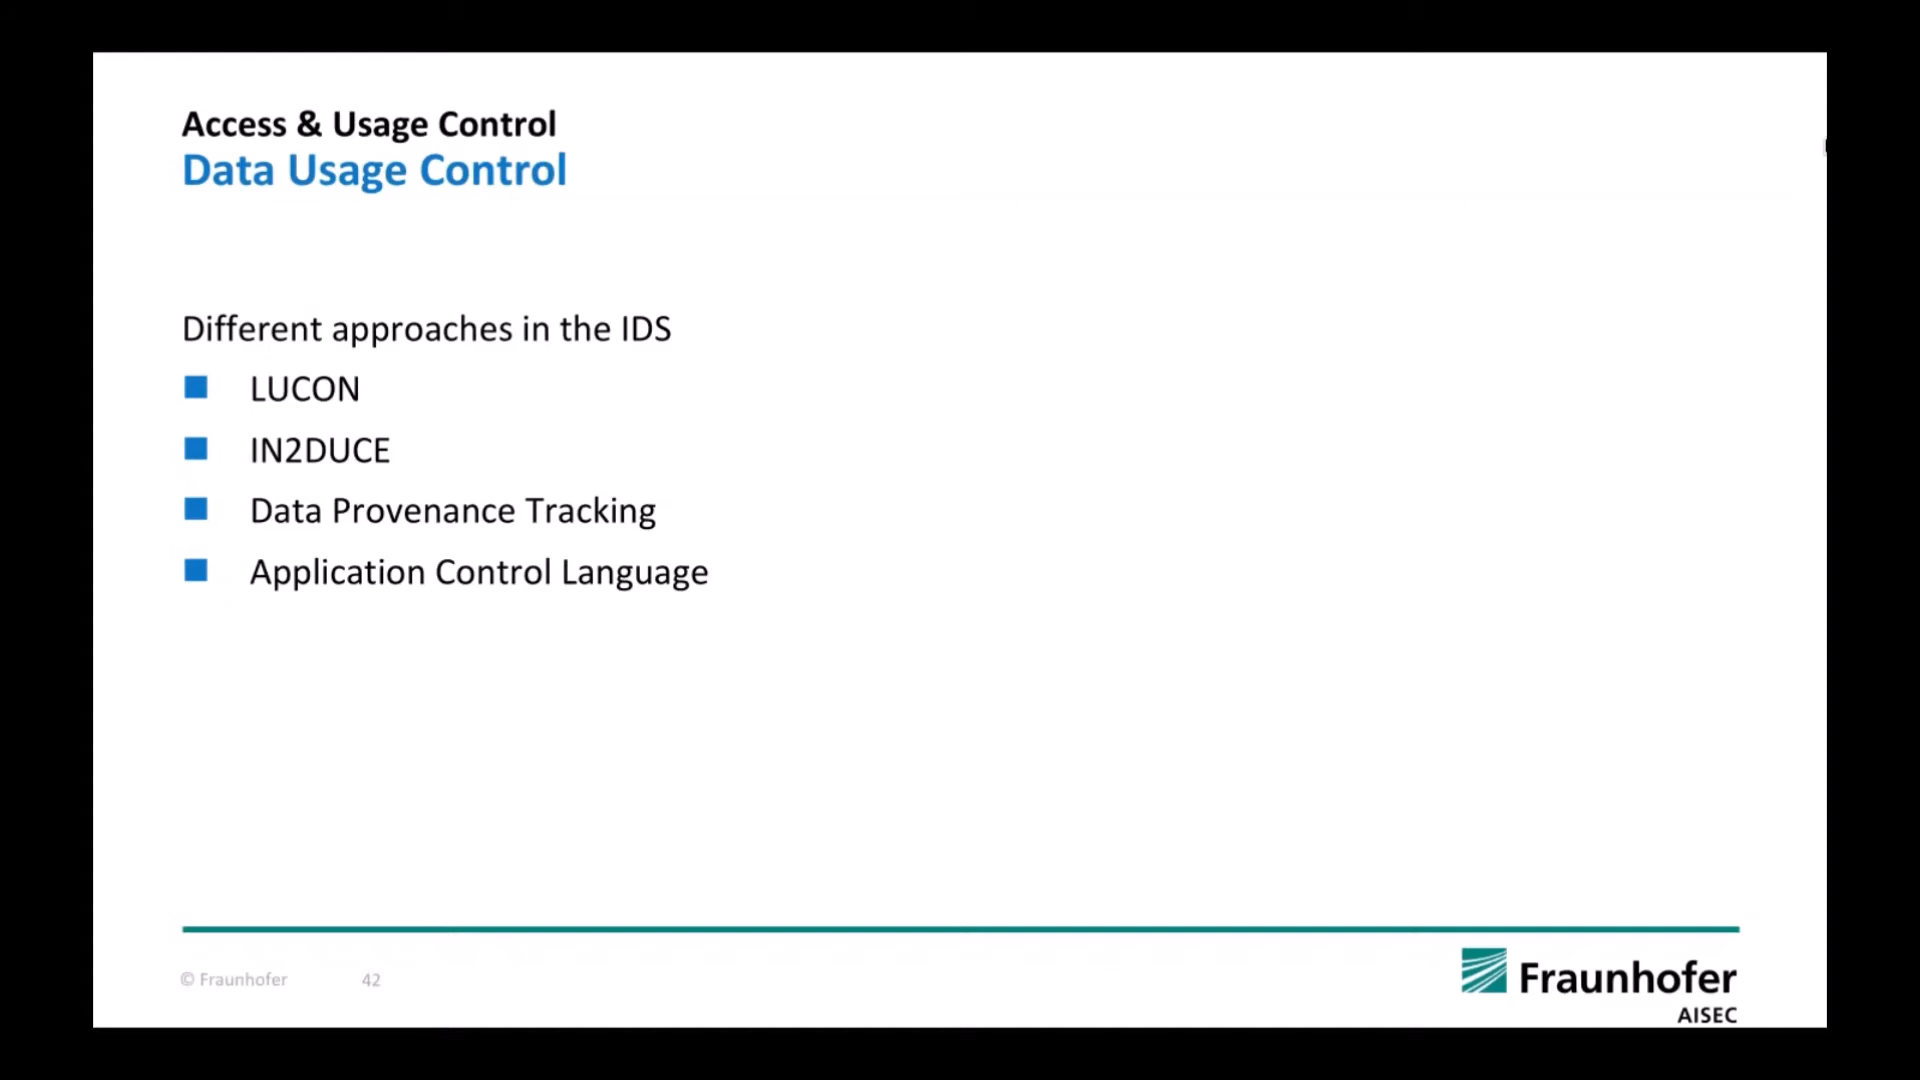 Access & Usage Control
Data Usage Control
Different approaches in the IDS
LUCON
IN2DUCE
Data Provenance Tracking
Application Control Language
© Fraunhofer 42
Fraunhofer
AISEC